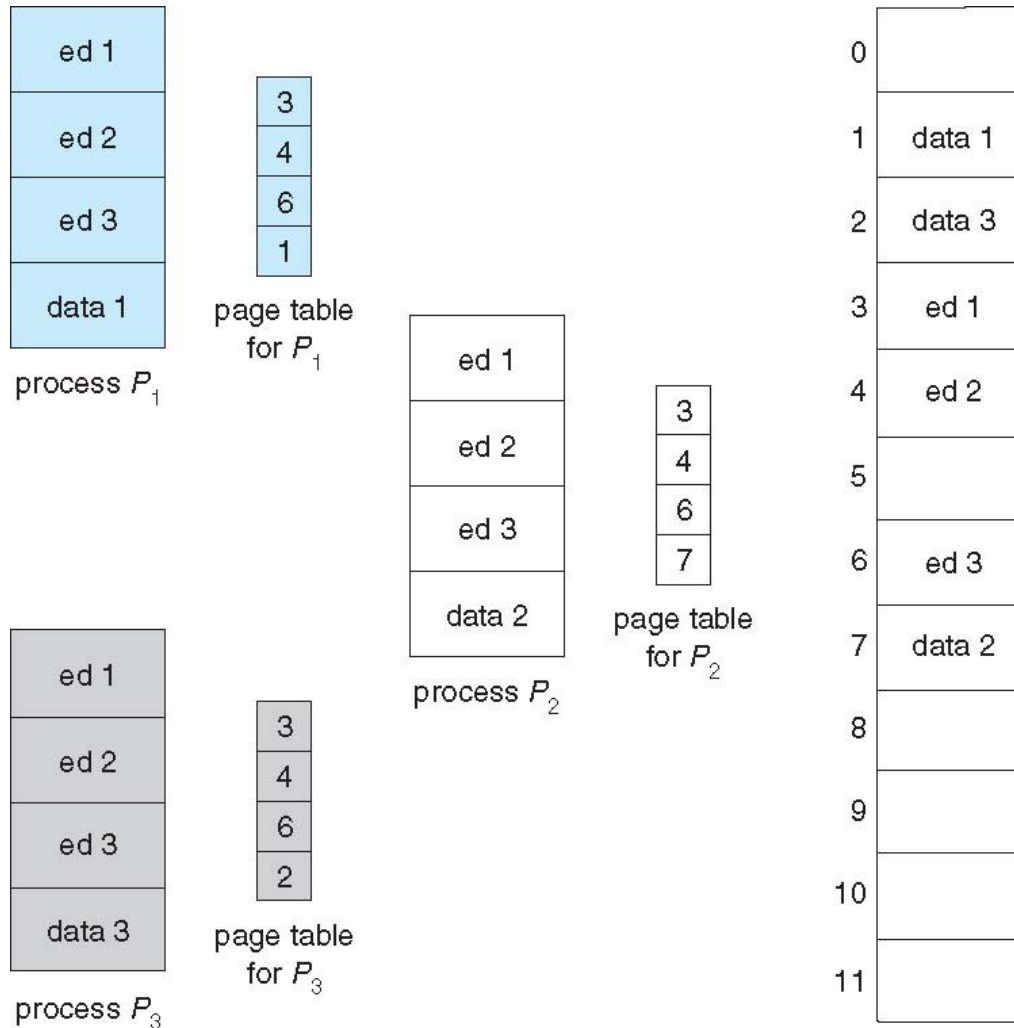 ed 1
ed 2
ed 3
data 1
process P₁
3
4
6
1
page table
for P₁
ed 1
ed 2
ed 3
data 2
process P₂
3
4
6
7
page table
for P₂
ed 1
ed 2
ed 3
data 3
process P₃
3
4
6
2
page table
for P₃
0
1 data 1
2 data 3
3 ed 1
4 ed 2
5
6 ed 3
7 data 2
8
9
10
11